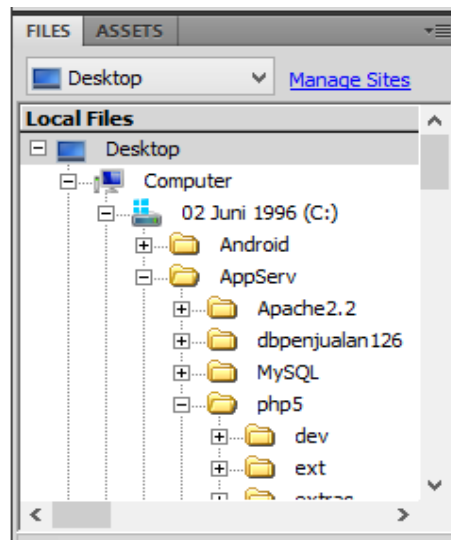 FILES ASSETS
Desktop Manage Sites
Local Files
Desktop
Computer
02 Juni 1996 (C:)
Android
AppServ
Apache2.2
dbpenjualan126
MySQL
php5
dev
ext
extras